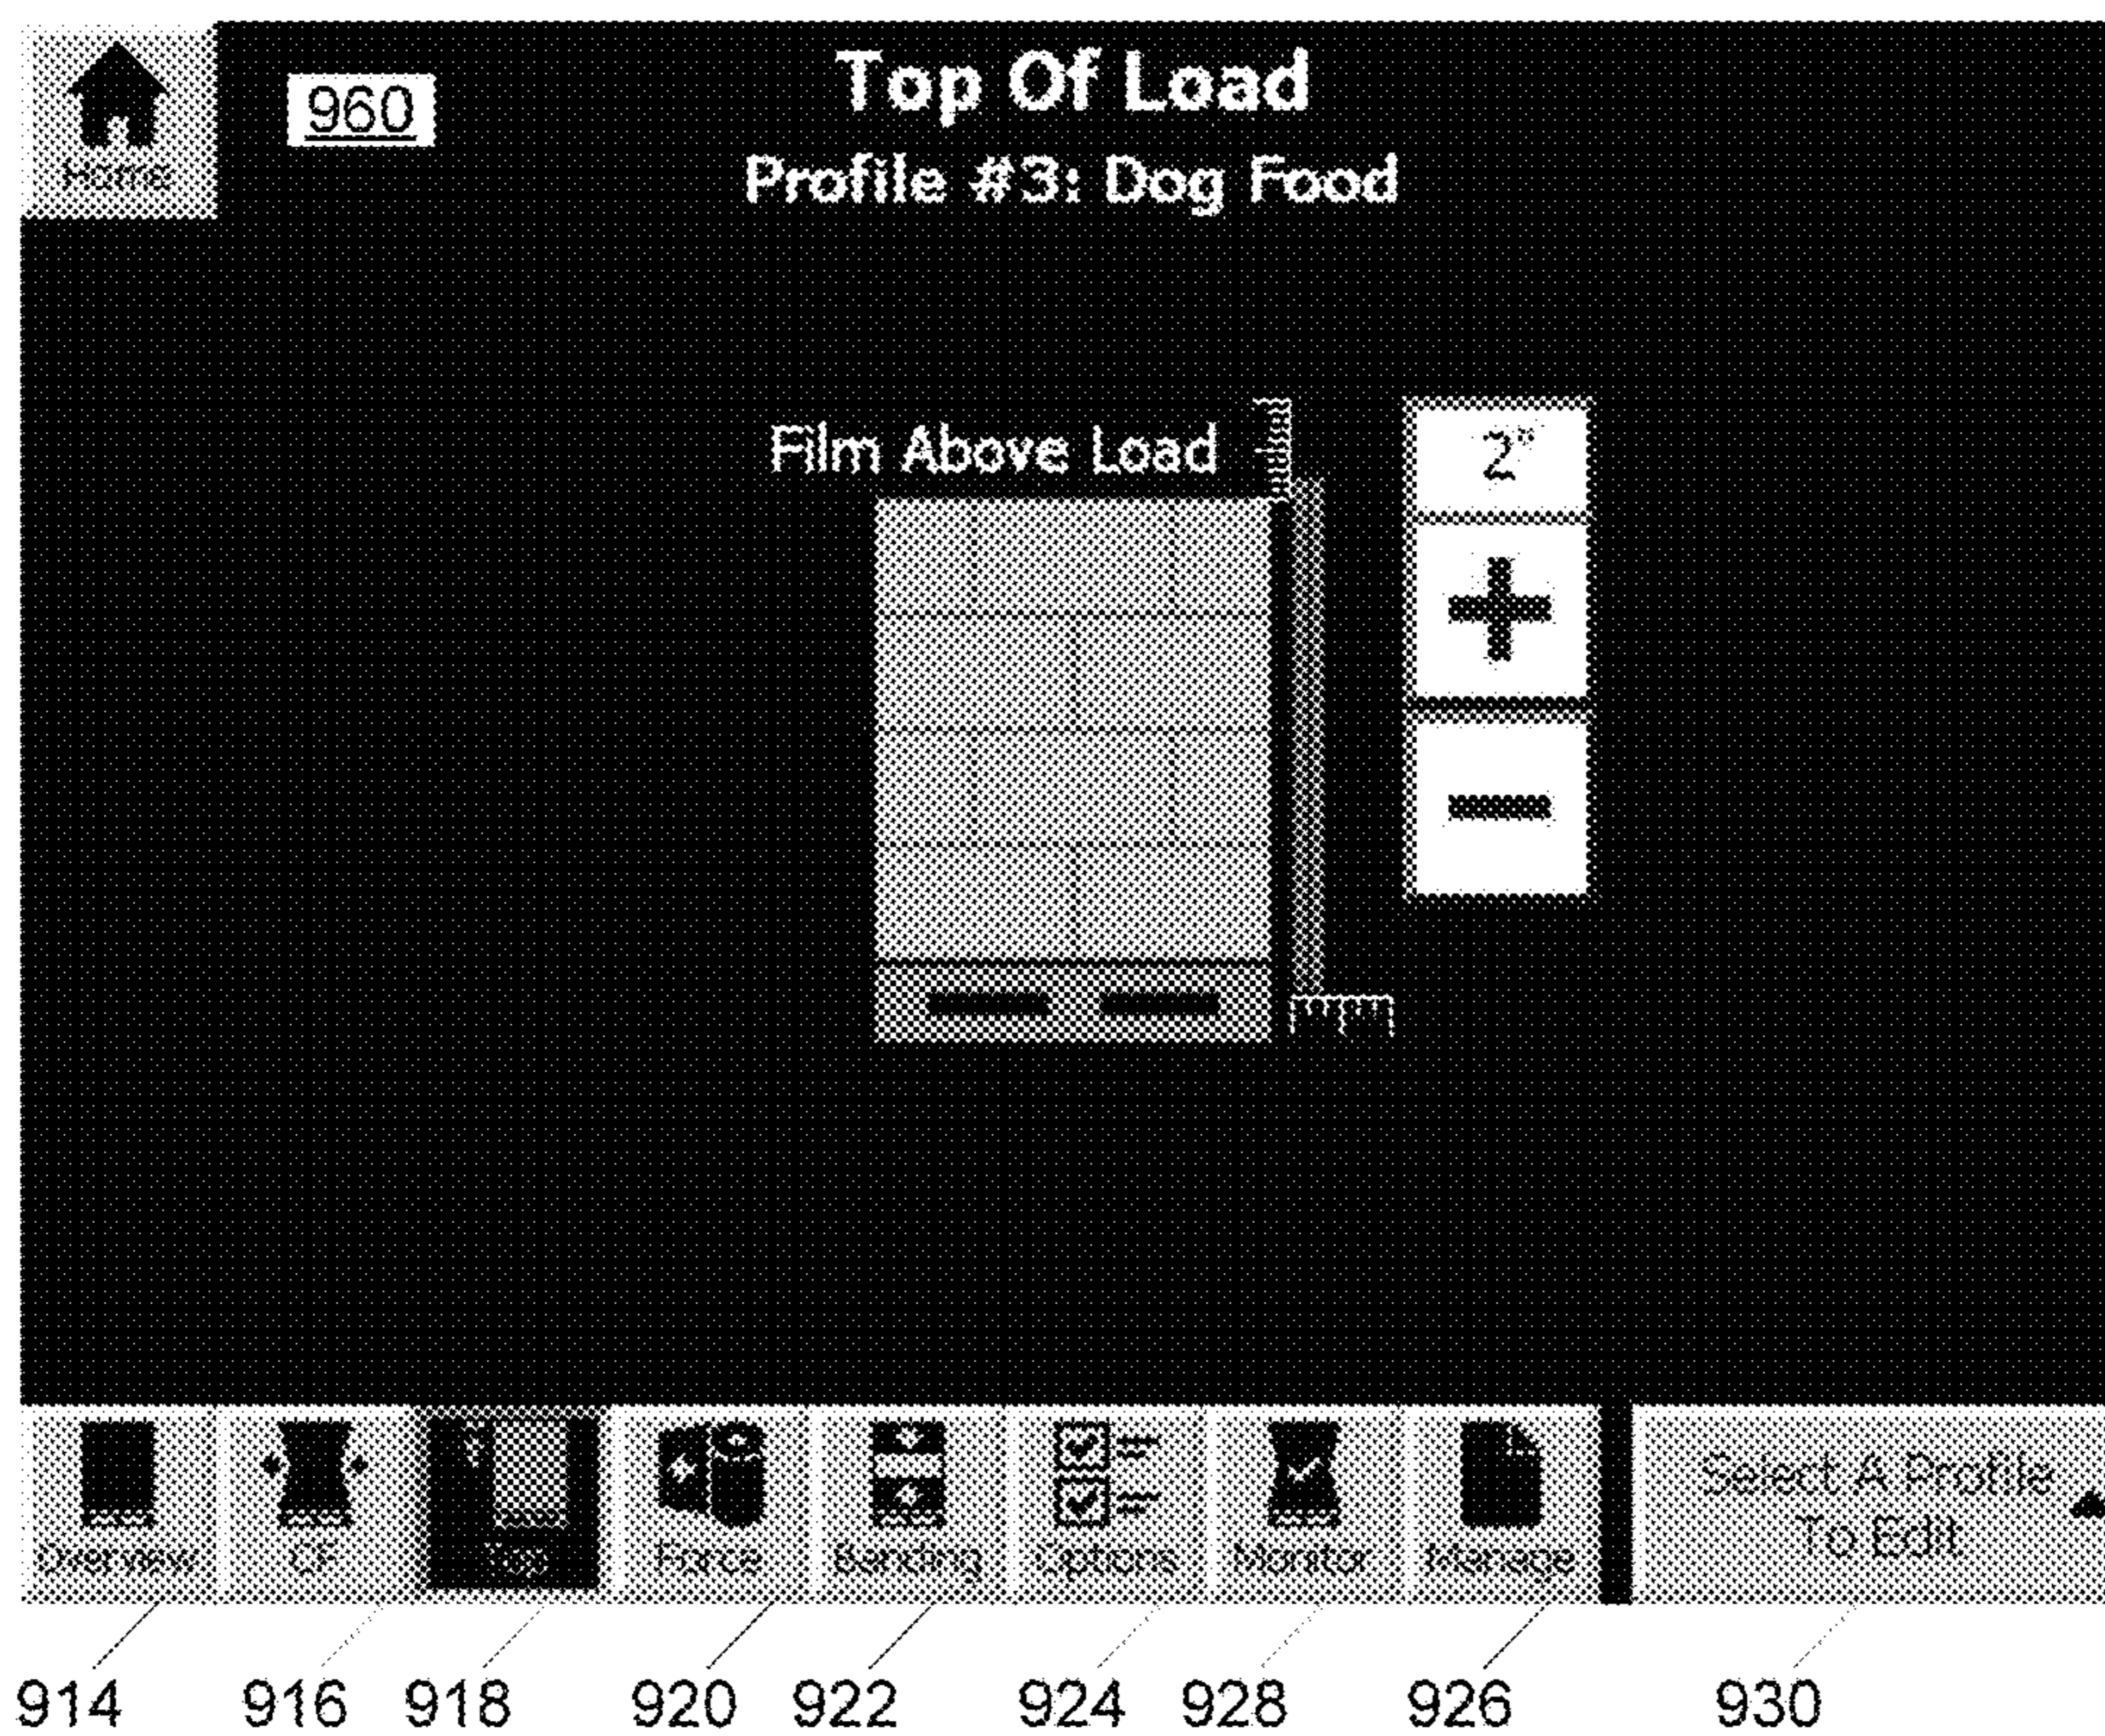 Home
960
Top Of Load
Profile #3: Dog Food
Film Above Load
2"
Overview
CF
Top
Force
Banding
Options
Monitor
Manage
Select A Profile
To Edit
914 916 918 920 922 924 928 926 930